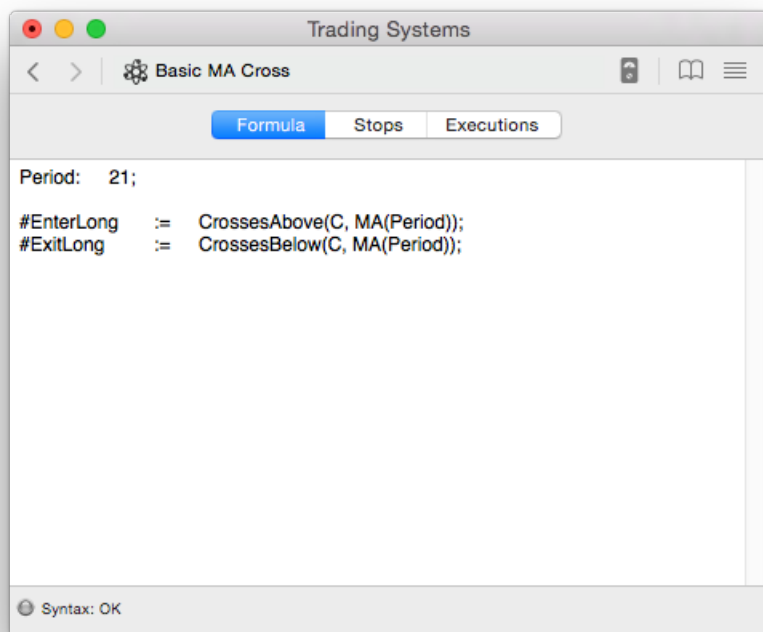 Trading Systems
Basic MA Cross
Formula Stops Executions
Period: 21;
#EnterLong := CrossesAbove(C, MA(Period));
#ExitLong := CrossesBelow(C, MA(Period));
Syntax: OK